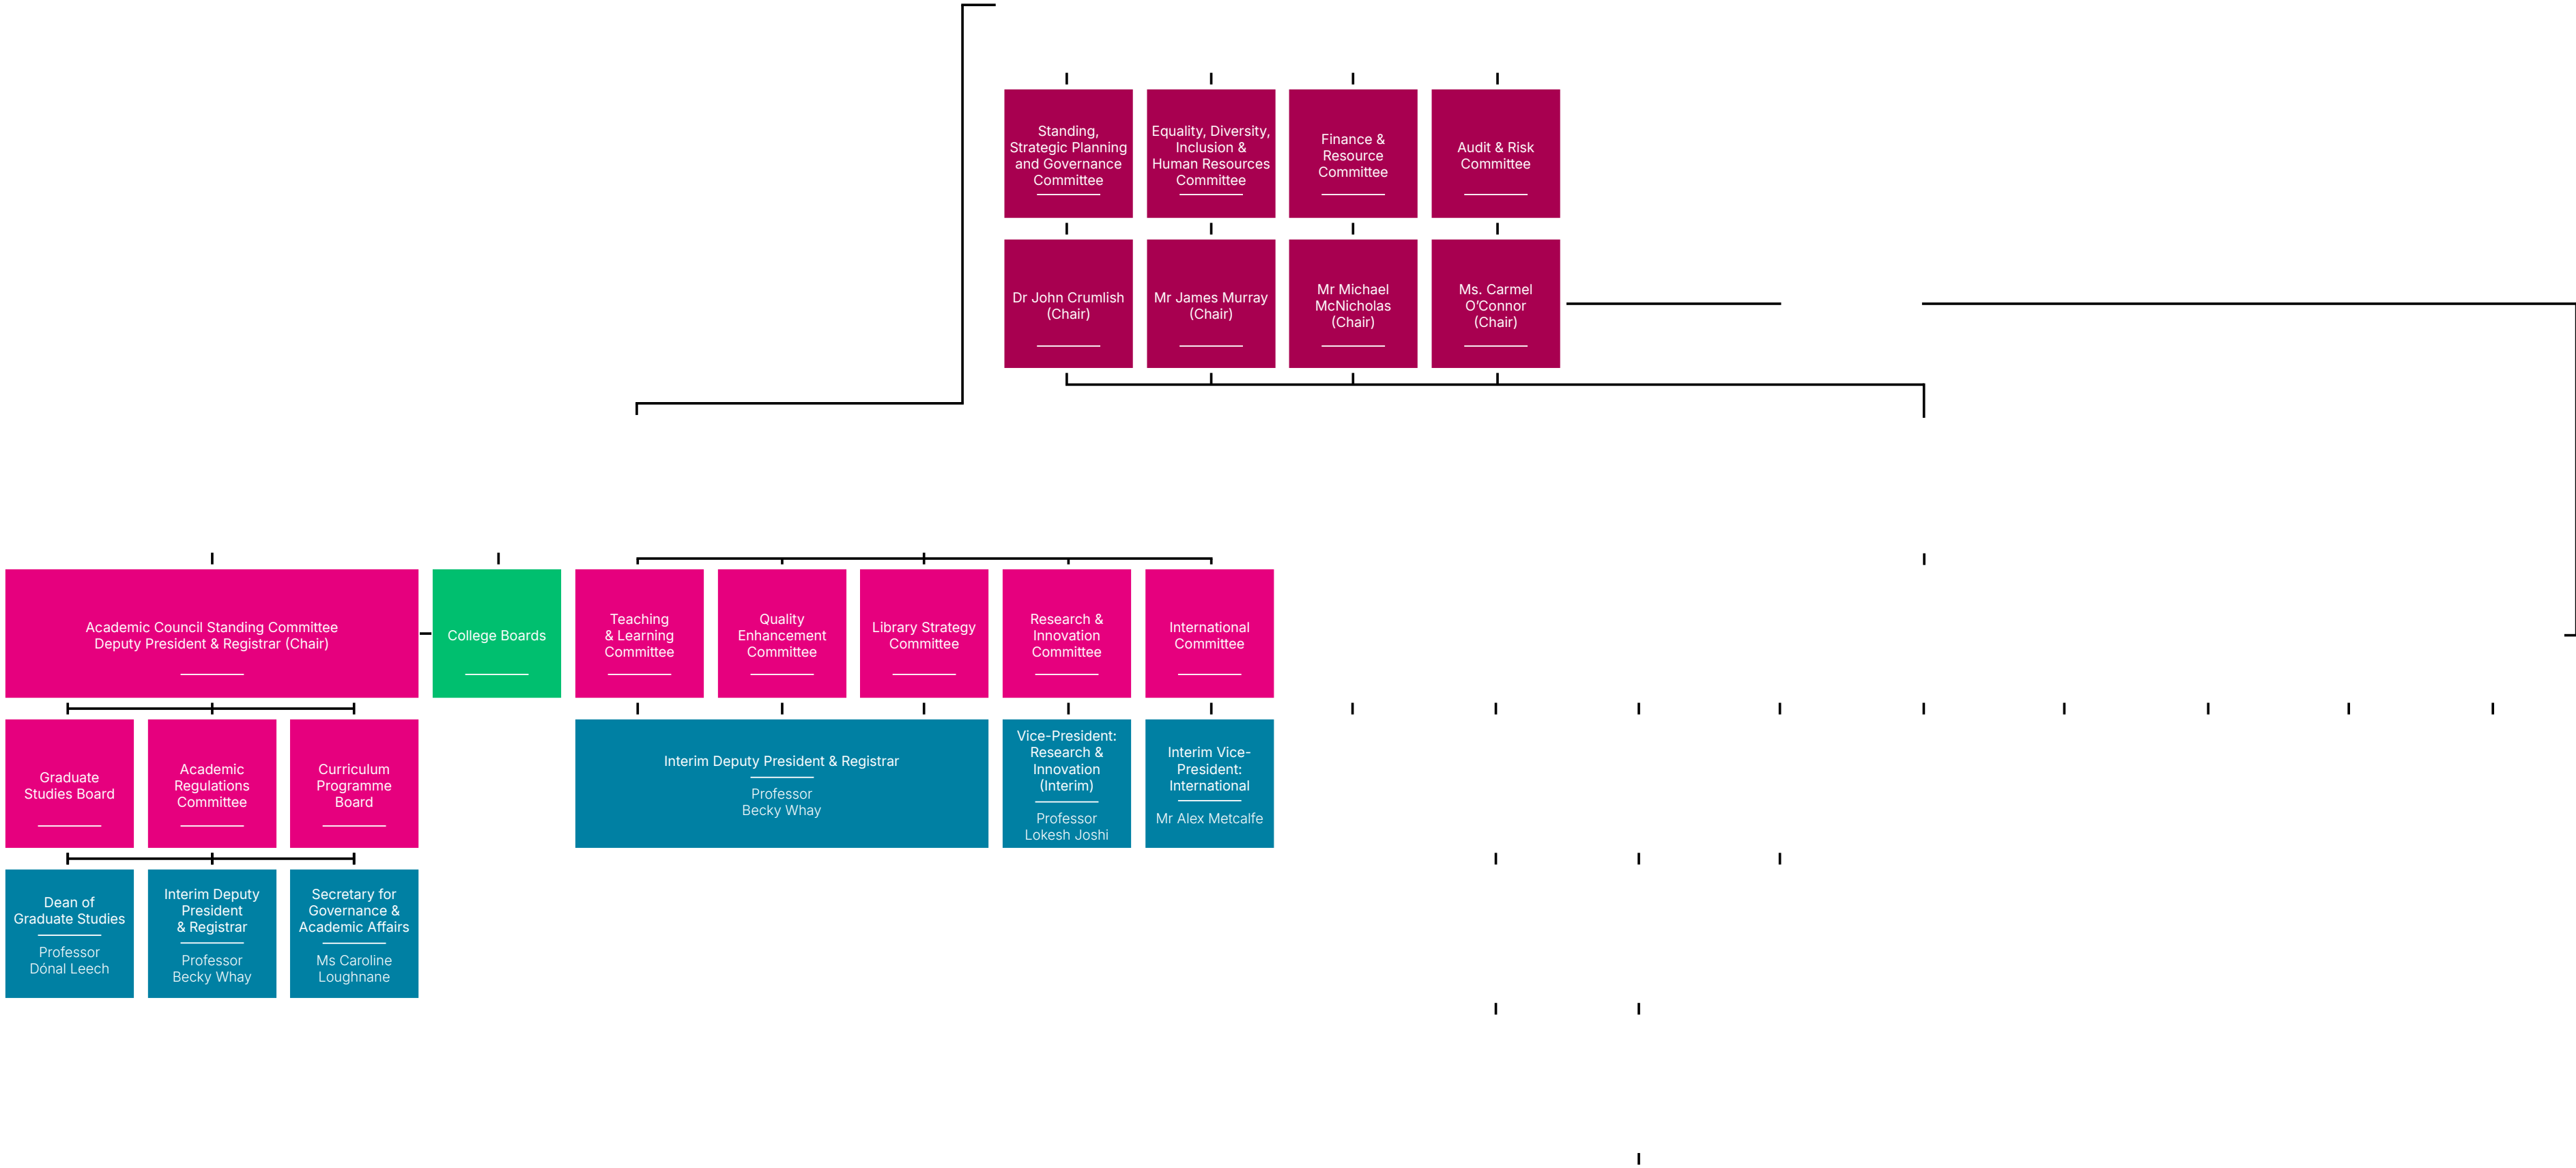 Standing,
Strategic Planning
and Governance
Committee
Equality, Diversity,
Inclusion &
Human Resources
Committee
Finance &
Resource
Committee
Audit & Risk
Committee
Dr John Crumlish
(Chair)
Mr James Murray
(Chair)
Mr Michael
McNicholas
(Chair)
Ms. Carmel
O’Connor
(Chair)
Academic Council Standing Committee
Deputy President & Registrar (Chair)
College Boards
Teaching
& Learning
Committee
Quality
Enhancement
Committee
Library Strategy
Committee
Research &
Innovation
Committee
International
Committee
Graduate
Studies Board
Academic
Regulations
Committee
Curriculum
Programme
Board
Interim Deputy President & Registrar
Professor
Becky Whay
Vice-President:
Research &
Innovation
(Interim)
Professor
Lokesh Joshi
Interim Vice-
President:
International
Mr Alex Metcalfe
Dean of
Graduate Studies
Professor
Dónal Leech
Interim Deputy
President
& Registrar
Professor
Becky Whay
Secretary for
Governance &
Academic Affairs
Ms Caroline
Loughnane